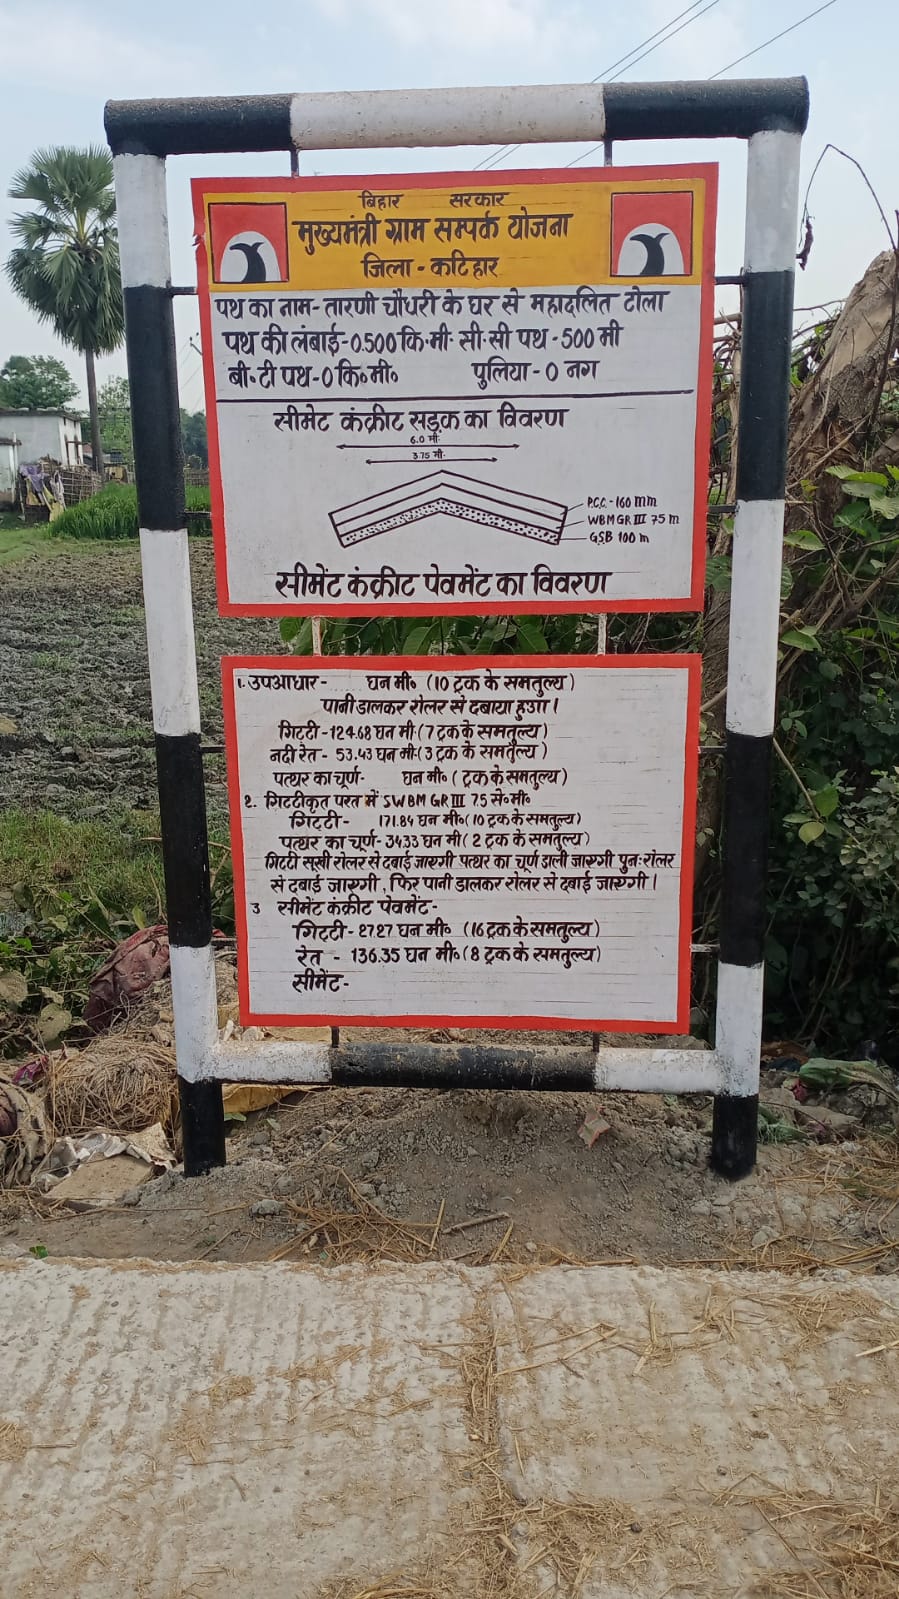 बिहार सरकार
मुख्यमंत्री ग्राम सम्पर्क योजना
जिला - कटिहार
पथ का नाम- तारणी चौधरी के घर से महादलित टोला
पथ की लंबाई-0.500 कि.मी. सी.सी पथ - 500 मी
बी॰टी पथ-0 कि॰मी॰ पुलिया - 0 नग
सीमेट कंक्रीट सड़क का विवरण
6.0 मी.
3.75 मी.
P.C.C. - 160 mm
WBM GR III 75 m
GSB 100 m
सीमेंट कंक्रीट पेवमेंट का विवरण
1. उपआधार- घन मी॰ (10 ट्रक के समतुल्य)
पानी डालकर रोलर से दबाया हुआ।
गिट्टी - 124.68 घन मी.(7 ट्रक के समतुल्य)
नदी रेत - 53.43 घन मी.(3 ट्रक के समतुल्य)
पत्थर का चूर्ण- घन मी॰ ( ट्रक के समतुल्य)
2. गिट्टीकृत परत में SWBM GR III 7.5 से॰मी॰
गिट्टी - 171.84 घन मी॰(10 ट्रक के समतुल्य)
पत्थर का चूर्ण- 34.33 घन मी (2 ट्रक के समतुल्य)
गिट्टी सूखी रोलर से दबाई जाएगी पत्थर का चूर्ण डाली जाएगी पुनः रोलर
से दबाई जाएगी, फिर पानी डालकर रोलर से दबाई जाएगी।
3 सीमेंट कंक्रीट पेवमेंट-
गिट्टी - 27.27 घन मी॰ (16 ट्रक के समतुल्य)
रेत - 136.35 घन मी॰ (8 ट्रक के समतुल्य)
सीमेंट-